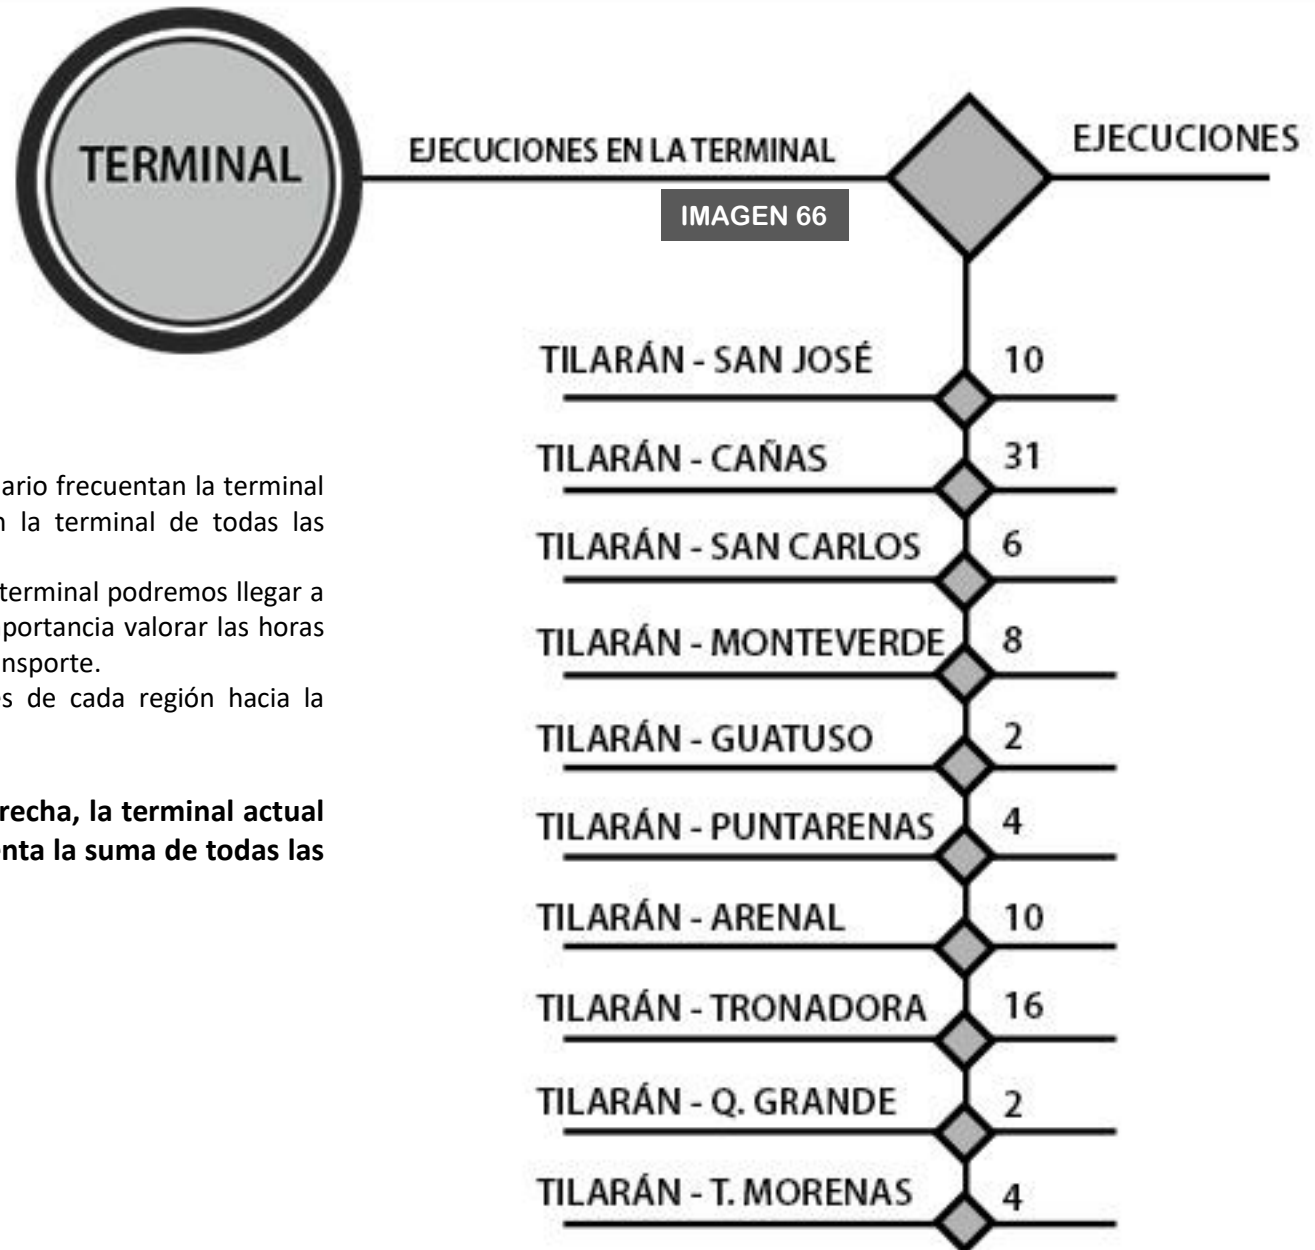 TERMINAL
EJECUCIONES EN LA TERMINAL
EJECUCIONES
IMAGEN 66
TILARÁN - SAN JOSÉ 10
TILARÁN - CAÑAS 31
TILARÁN - SAN CARLOS 6
TILARÁN - MONTEVERDE 8
TILARÁN - GUATUSO 2
TILARÁN - PUNTARENAS 4
TILARÁN - ARENAL 10
TILARÁN - TRONADORA 16
TILARÁN - Q. GRANDE 2
TILARÁN - T. MORENAS 4
ario frecuentan la terminal
la terminal de todas las
terminal podremos llegar a
portancia valorar las horas
nsporte.
s de cada región hacia la
recha, la terminal actual
nta la suma de todas las